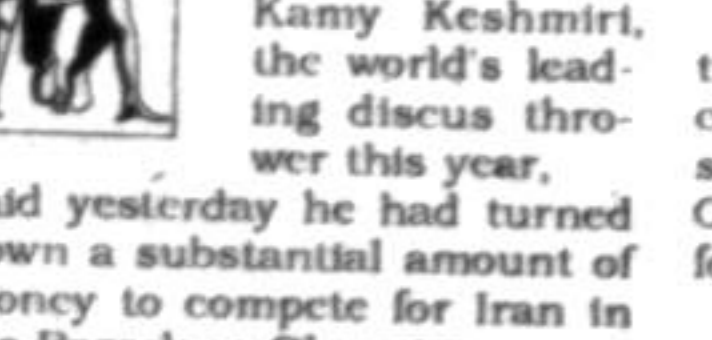 Kamy Keshmiri,
the world's lead-
ing discus thro-
wer this year,
yesterday he had turned
a substantial amount of
to compete for Iran in